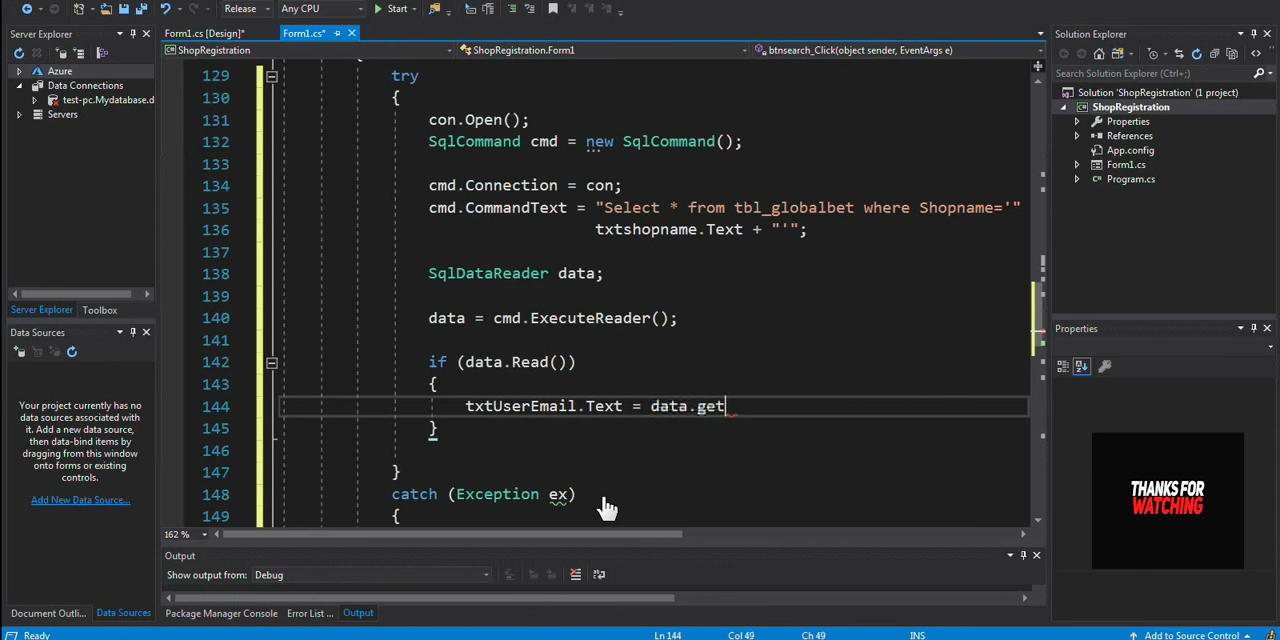 Release
Any CPU
Start
Server Explorer
Azure
Data Connections
test-pc.Mydatabase.d
Servers
Server Explorer
Toolbox
Data Sources
Your project currently has no
data sources associated with
it. Add a new data source,
then data-bind items by
dragging from this window
onto forms or existing
controls.
Add New Data Source...
Document Outli...
Data Sources
Form1.cs [Design]*
Form1.cs*
ShopRegistration
ShopRegistration.Form1
btnsearch_Click(object sender, EventArgs e)
129 try
130 {
131 con.Open();
132 SqlCommand cmd = new SqlCommand();
133
134 cmd.Connection = con;
135 cmd.CommandText = "Select * from tbl_globalbet where Shopname='"
136 txtshopname.Text + "'";
137
138 SqlDataReader data;
139
140 data = cmd.ExecuteReader();
141
142 if (data.Read())
143 {
144 txtUserEmail.Text = data.get
145 }
146
147 }
148 catch (Exception ex)
149 {
162 %
Output
Show output from:
Debug
Package Manager Console
Error List ...
Output
Solution Explorer
Search Solution Explorer (Ctrl+;)
Solution 'ShopRegistration' (1 project)
ShopRegistration
Properties
References
App.config
Form1.cs
Program.cs
Properties
THANKS FOR
WATCHING
Ready
Ln 144
Col 49
Ch 49
INS
Add to Source Control